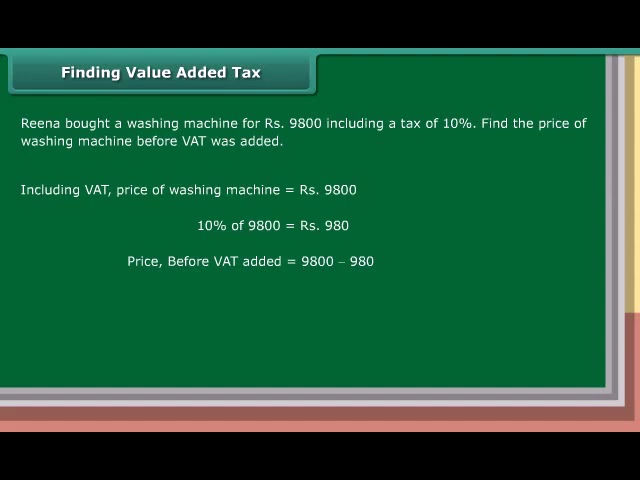 Finding Value Added Tax
Reena bought a washing machine for Rs. 9800 including a tax of 10%. Find the price of
washing machine before VAT was added.
Including VAT, price of washing machine = Rs. 9800
10% of 9800 = Rs. 980
Price, Before VAT added = 9800 – 980